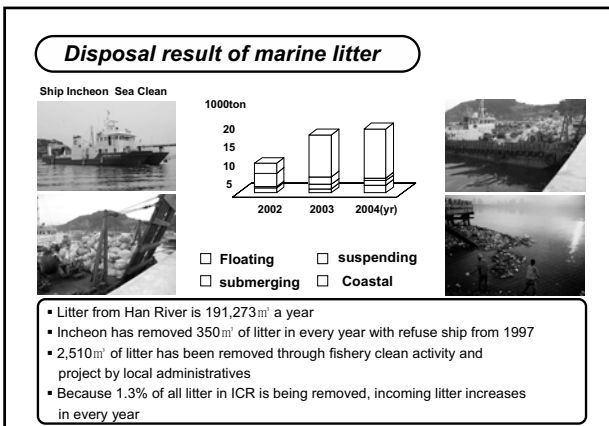 Disposal result of marine litter
Ship Incheon Sea Clean
1000ton
20
15
10
5
2002 2003 2004(yr)
□ Floating □ suspending
□ submerging □ Coastal
▪ Litter from Han River is 191,273㎥ a year
▪ Incheon has removed 350㎥ of litter in every year with refuse ship from 1997
▪ 2,510㎥ of litter has been removed through fishery clean activity and
project by local administratives
▪ Because 1.3% of all litter in ICR is being removed, incoming litter increases
in every year